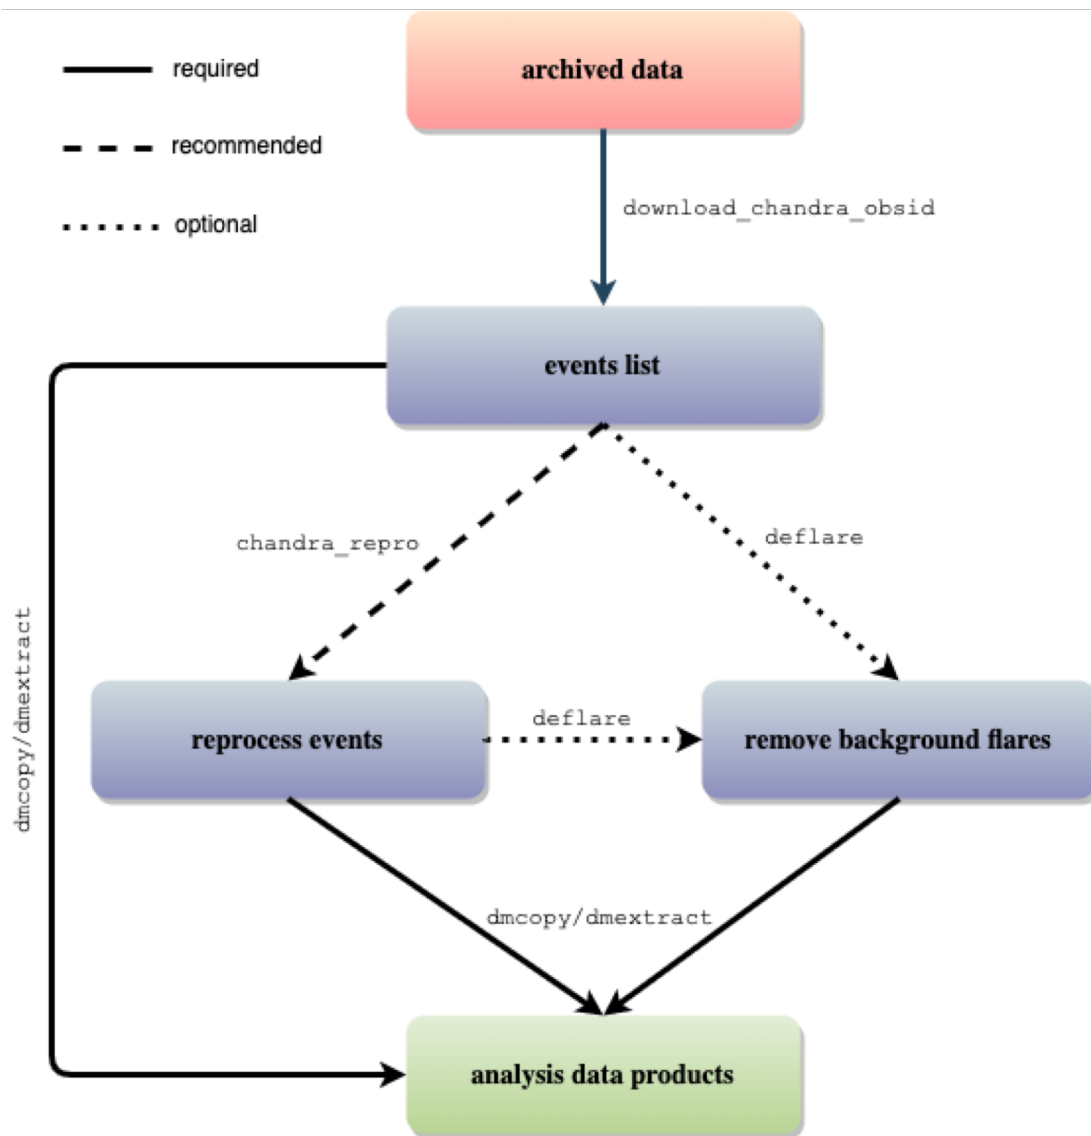 required
archived data
recommended
download_chandra_obsid
optional
events list
chandra_repro
deflare
dmcopy/dmextract
reprocess events
deflare
remove background flares
dmcopy/dmextract
analysis data products